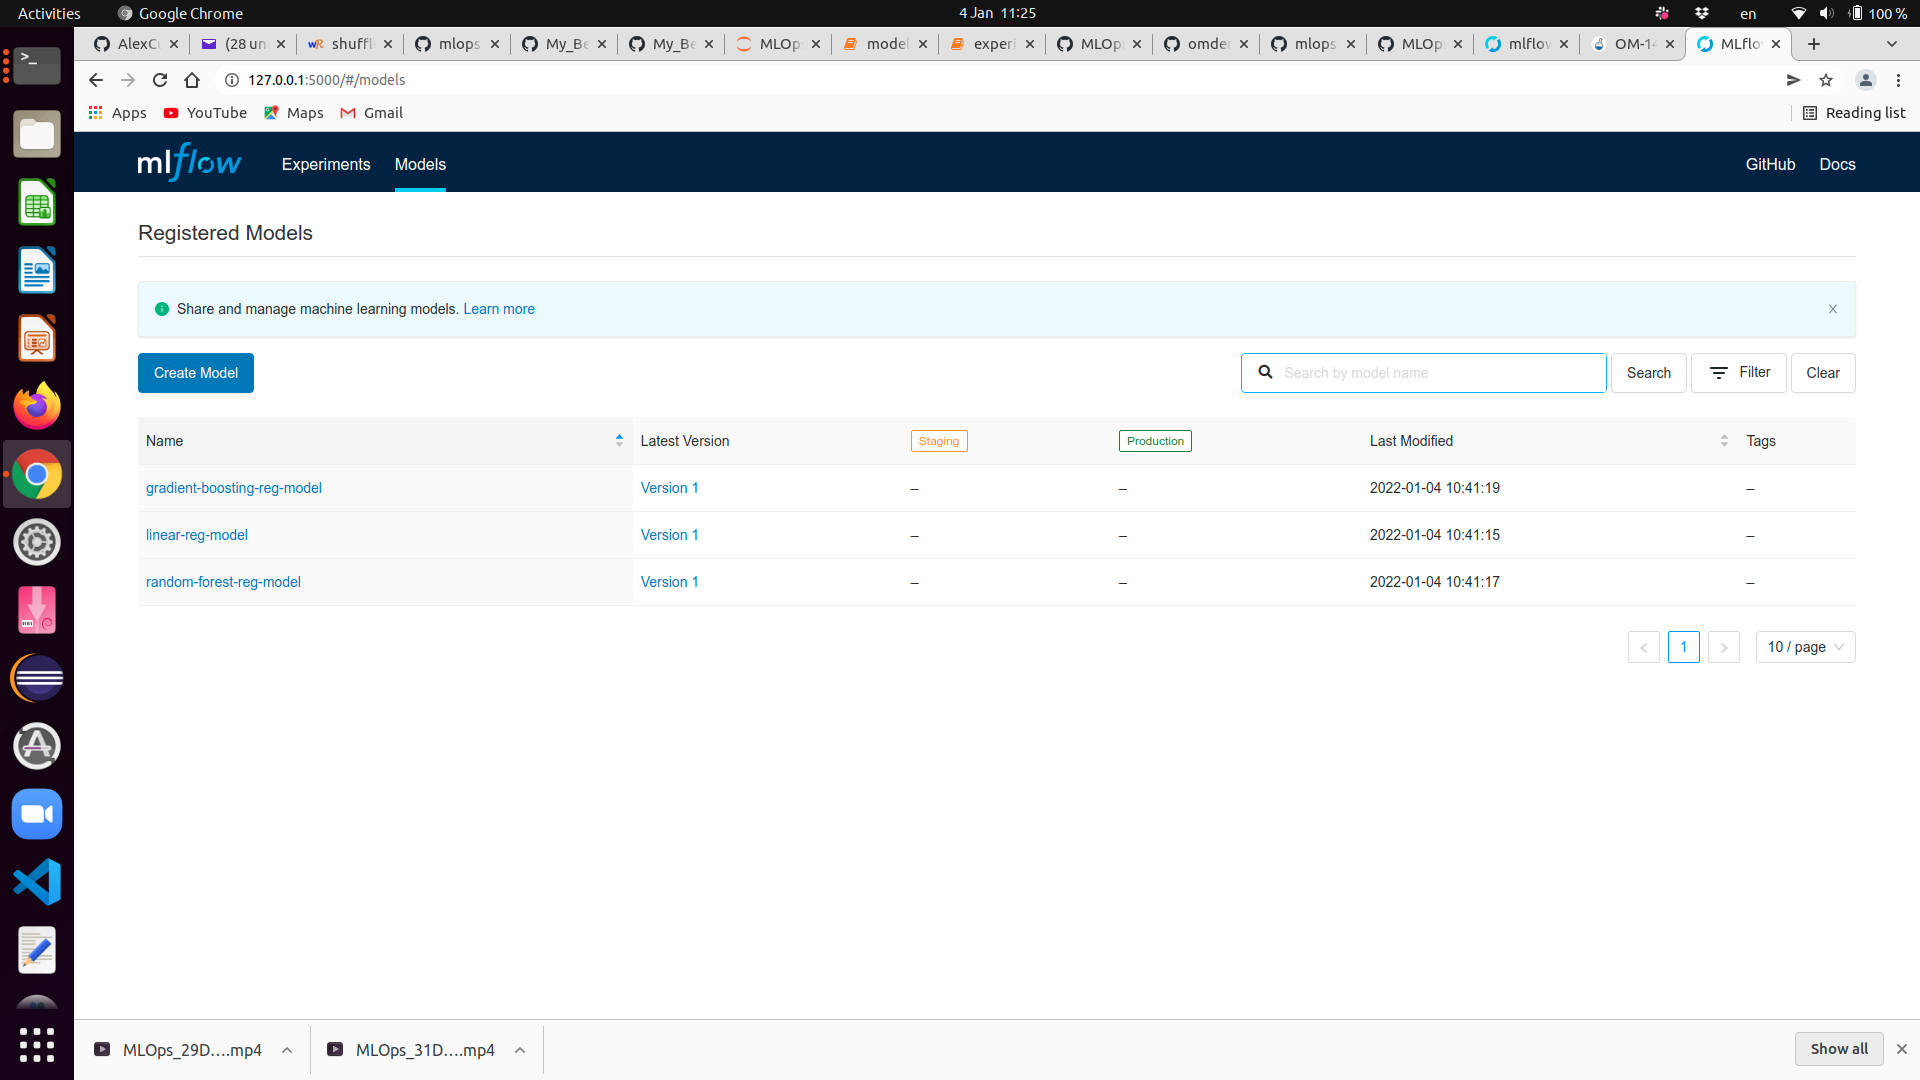 Activities Google Chrome 4 Jan 11:25 en 100 %
AlexCu (28 un shuffl mlops My_Be My_Be MLOp model experi MLOp omde mlops MLOp mlflow OM-14 MLflo
127.0.0.1:5000/#/models
Apps YouTube Maps Gmail Reading list
mlflow Experiments Models GitHub Docs
Registered Models
Share and manage machine learning models. Learn more
Create Model Search by model name Search Filter Clear
Name Latest Version Staging Production Last Modified Tags
gradient-boosting-reg-model Version 1 – – 2022-01-04 10:41:19 –
linear-reg-model Version 1 – – 2022-01-04 10:41:15 –
random-forest-reg-model Version 1 – – 2022-01-04 10:41:17 –
< 1 > 10 / page
MLOps_29D....mp4 MLOps_31D....mp4 Show all